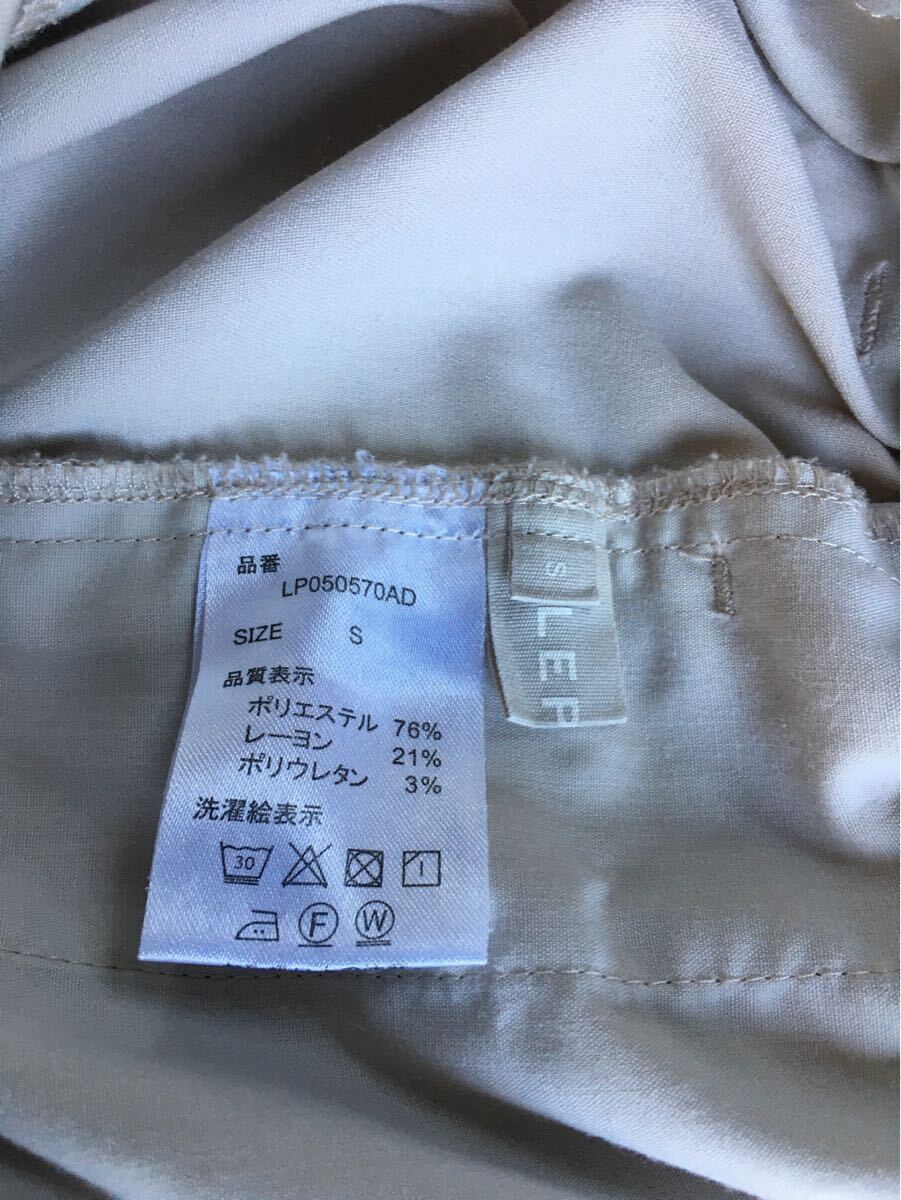 品番
LP050570AD
SIZE S
品質表示
ポリエステル 76%
レーヨン 21%
ポリウレタン 3%
洗濯絵表示
30
F W
S
LEP